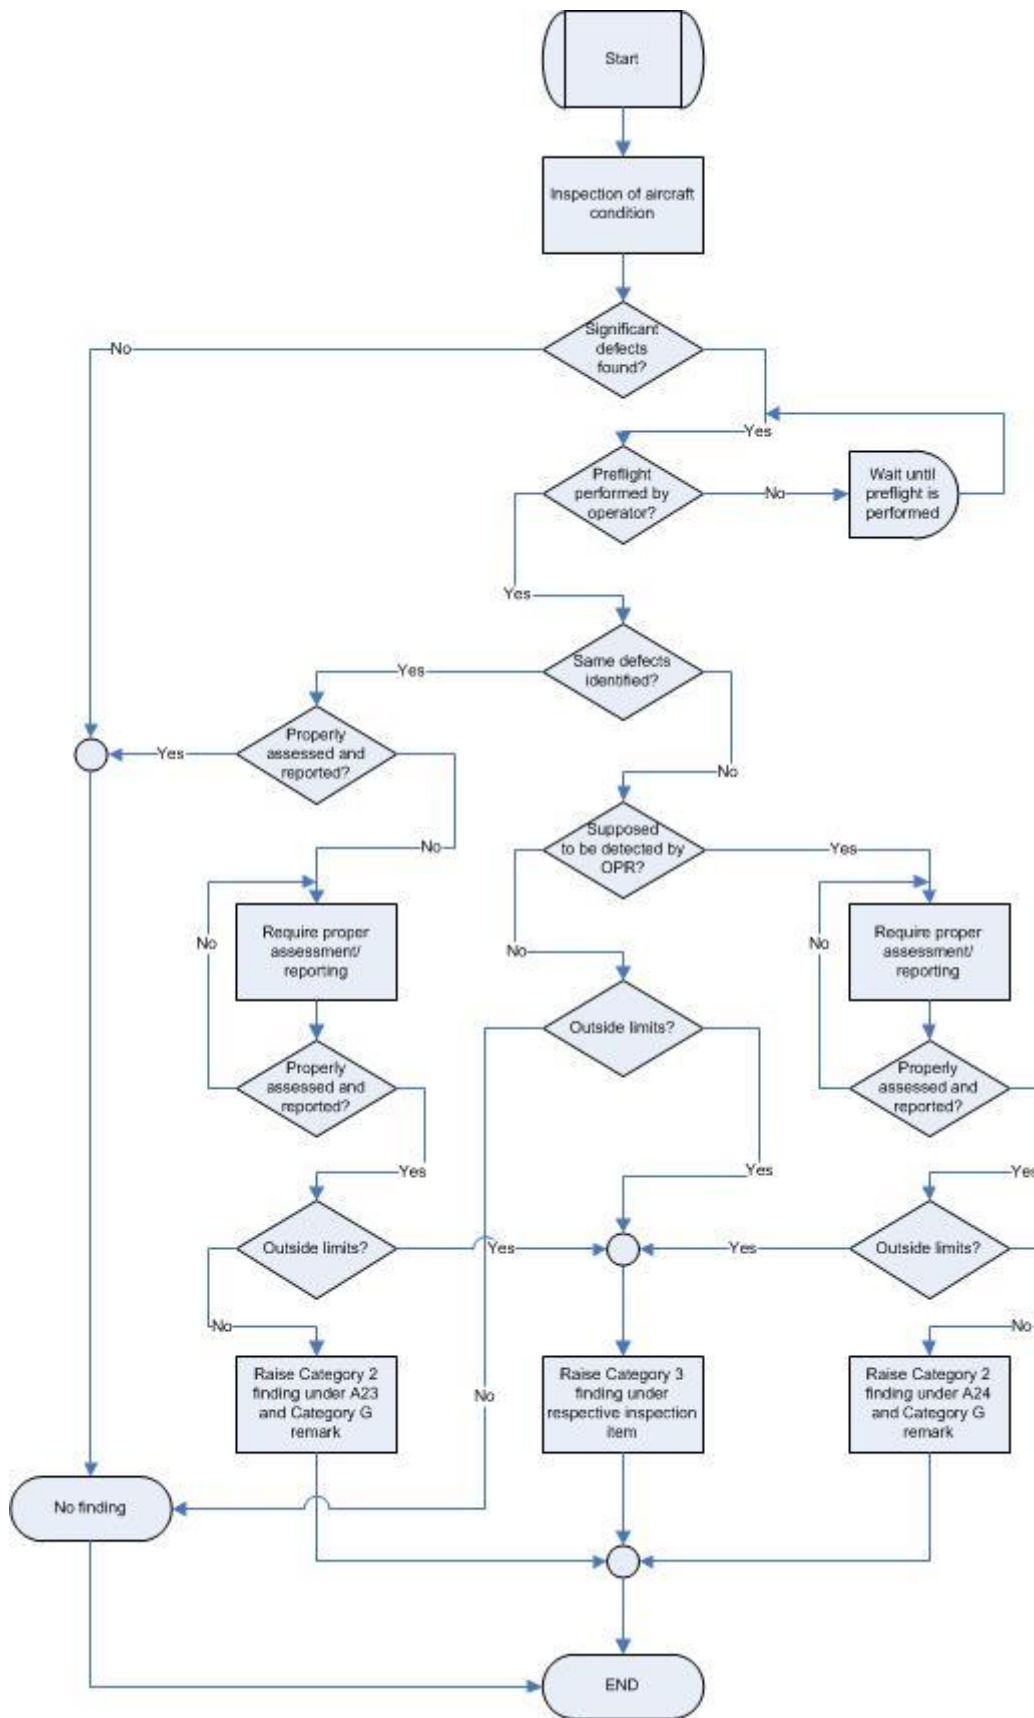 Start
Inspection of aircraft
condition
Significant
defects
found?
No
Yes
Preflight
performed by
operator?
No
Wait until
preflight is
performed
Yes
Same defects
identified?
Yes
Properly
assessed and
reported?
Yes
No
Supposed
to be detected by
OPR?
No
Yes
Require proper
assessment/
reporting
No
No
Require proper
assessment/
reporting
No
Outside limits?
Properly
assessed and
reported?
Properly
assessed and
reported?
Yes
Yes
Yes
Outside limits?
Yes
Yes
Outside limits?
No
No
Raise Category 2
finding under A23
and Category G
remark
No
Raise Category 3
finding under
respective inspection
item
Raise Category 2
finding under A24
and Category G
remark
No finding
END